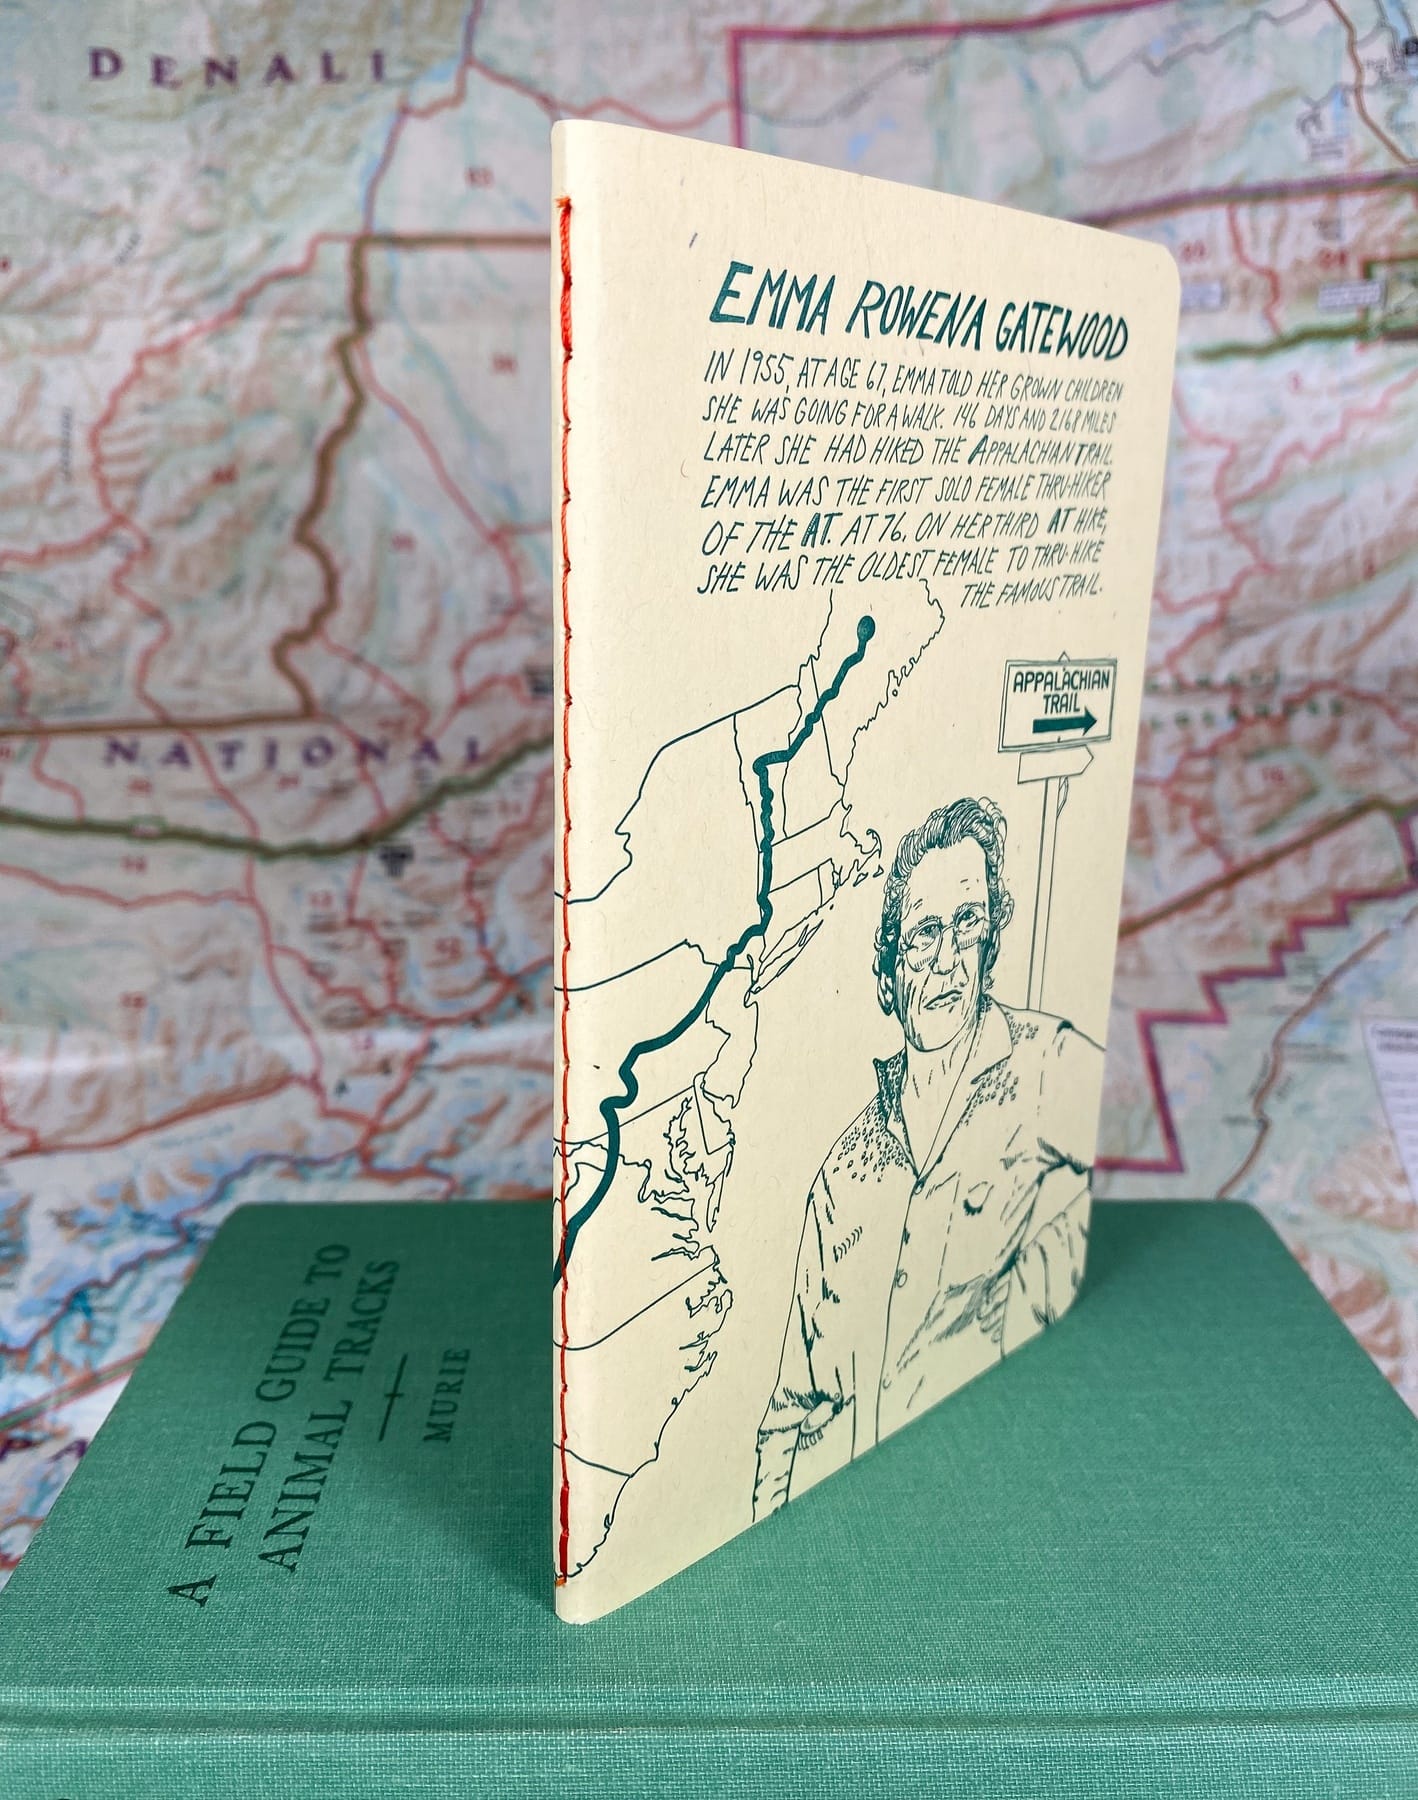 DENALI
NATIONAL
EMMA ROWENA GATEWOOD
IN 1955, AT AGE 67, EMMA TOLD HER GROWN CHILDREN
SHE WAS GOING FOR A WALK. 146 DAYS AND 2168 MILES
LATER SHE HAD HIKED THE APPALACHIAN TRAIL.
EMMA WAS THE FIRST SOLO FEMALE THRU-HIKER
OF THE AT. AT 76, ON HER THIRD AT HIKE,
SHE WAS THE OLDEST FEMALE TO THRU-HIKE
THE FAMOUS TRAIL.
APPALACHIAN
TRAIL
A FIELD GUIDE TO
ANIMAL TRACKS
MURIE